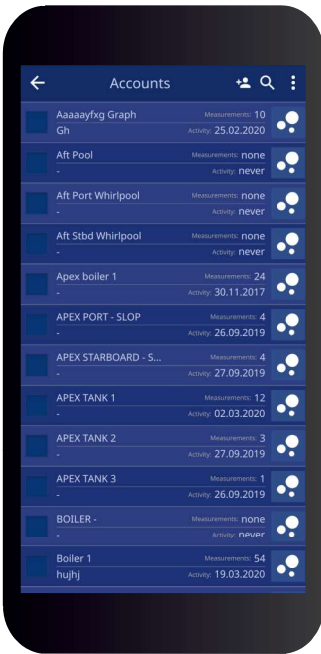 Accounts
Aaaaayfxg Graph Measurements: 10
Gh Activity: 25.02.2020
Aft Pool Measurements: none
- Activity: never
Aft Port Whirlpool Measurements: none
- Activity: never
Aft Stbd Whirlpool Measurements: none
- Activity: never
Apex boiler 1 Measurements: 24
- Activity: 30.11.2017
APEX PORT - SLOP Measurements: 4
- Activity: 26.09.2019
APEX STARBOARD - S... Measurements: 4
- Activity: 27.09.2019
APEX TANK 1 Measurements: 12
- Activity: 02.03.2020
APEX TANK 2 Measurements: 3
- Activity: 27.09.2019
APEX TANK 3 Measurements: 1
- Activity: 26.09.2019
BOILER - Measurements: none
- Activity: never
Boiler 1 Measurements: 54
hujhj Activity: 19.03.2020